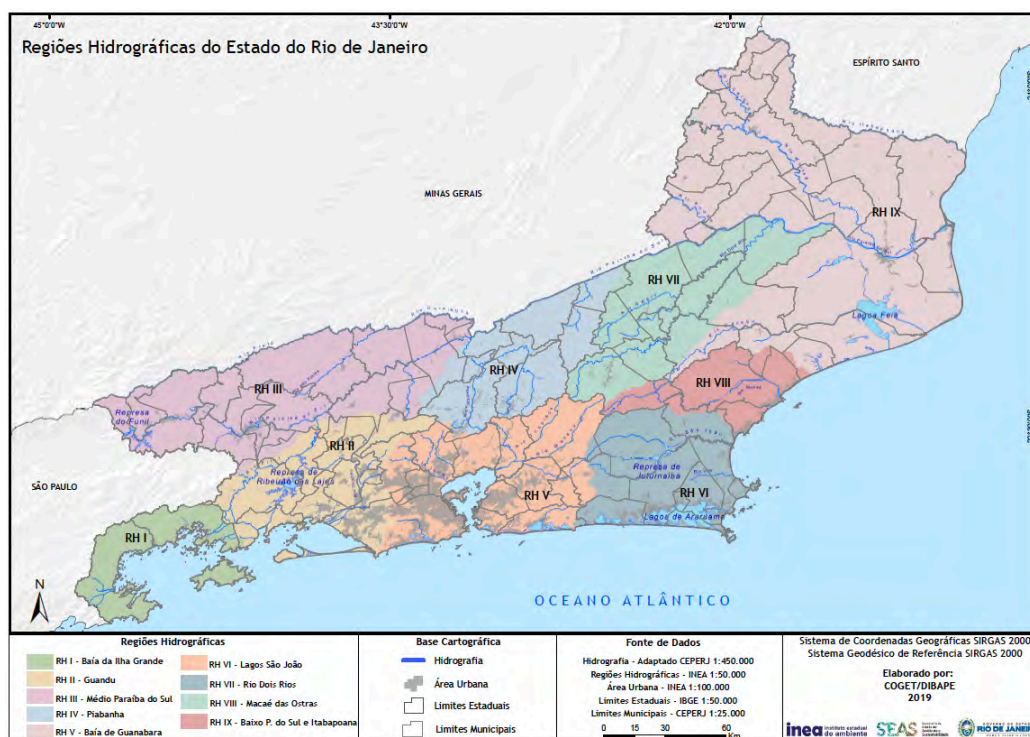 45°0'0"W
43°30'0"W
42°0'0"W
Regiões Hidrográficas do Estado do Rio de Janeiro
ESPÍRITO SANTO
MINAS GERAIS
RH IX
RH VII
Lagoa Feia
RH IV
RH III
RH VIII
Represa
do Funil
RH II
Represa de
Ribeirão das Lajes
Represa de
Juturnaíba
SÃO PAULO
RH V
RH VI
Lagoa de Araruama
RH I
N
OCEANO ATLÂNTICO
Regiões Hidrográficas
RH I - Baía da Ilha Grande
RH II - Guandu
RH III - Médio Paraíba do Sul
RH IV - Piabanha
RH V - Baía de Guanabara
RH VI - Lagos São João
RH VII - Rio Dois Rios
RH VIII - Macaé das Ostras
RH IX - Baixo P. do Sul e Itabapoana
Base Cartográfica
Hidrografia
Área Urbana
Limites Estaduais
Limites Municipais
Fonte de Dados
Hidrografia - Adaptado CEPERJ 1:450.000
Regiões Hidrográficas - INEA 1:50.000
Área Urbana - INEA 1:100.000
Limites Estaduais - IBGE 1:50.000
Limites Municipais - CEPERJ 1:25.000
0 15 30 60
Km
Sistema de Coordenadas Geográficas SIRGAS 2000
Sistema Geodésico de Referência SIRGAS 2000
Elaborado por:
COGET/DIBAPE
2019
inea instituto estadual
do ambiente
SEAS
RIO DE JANEIRO